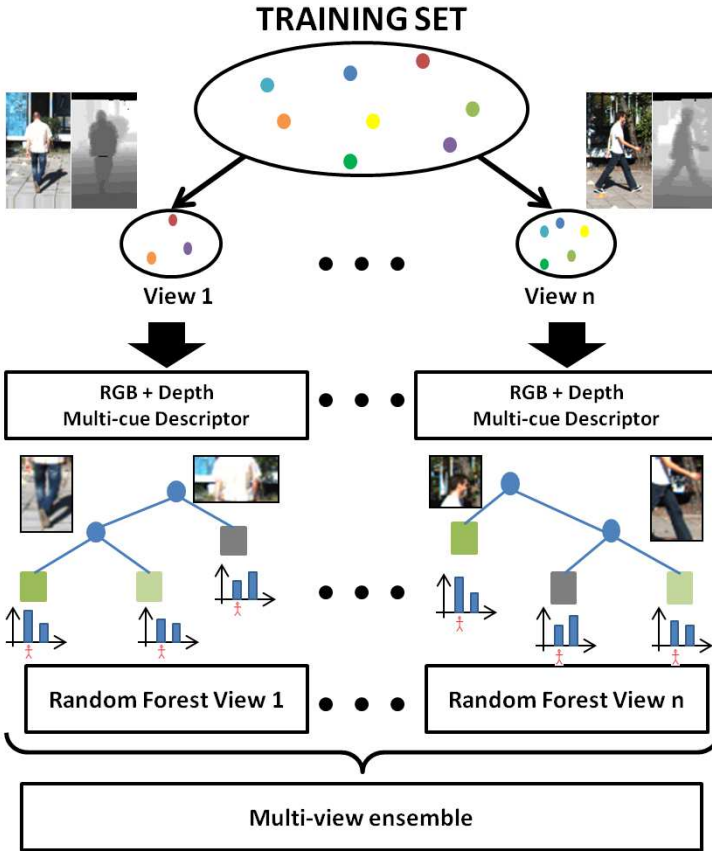 TRAINING SET
View 1
View n
RGB + Depth
Multi-cue Descriptor
RGB + Depth
Multi-cue Descriptor
Random Forest View 1
Random Forest View n
Multi-view ensemble